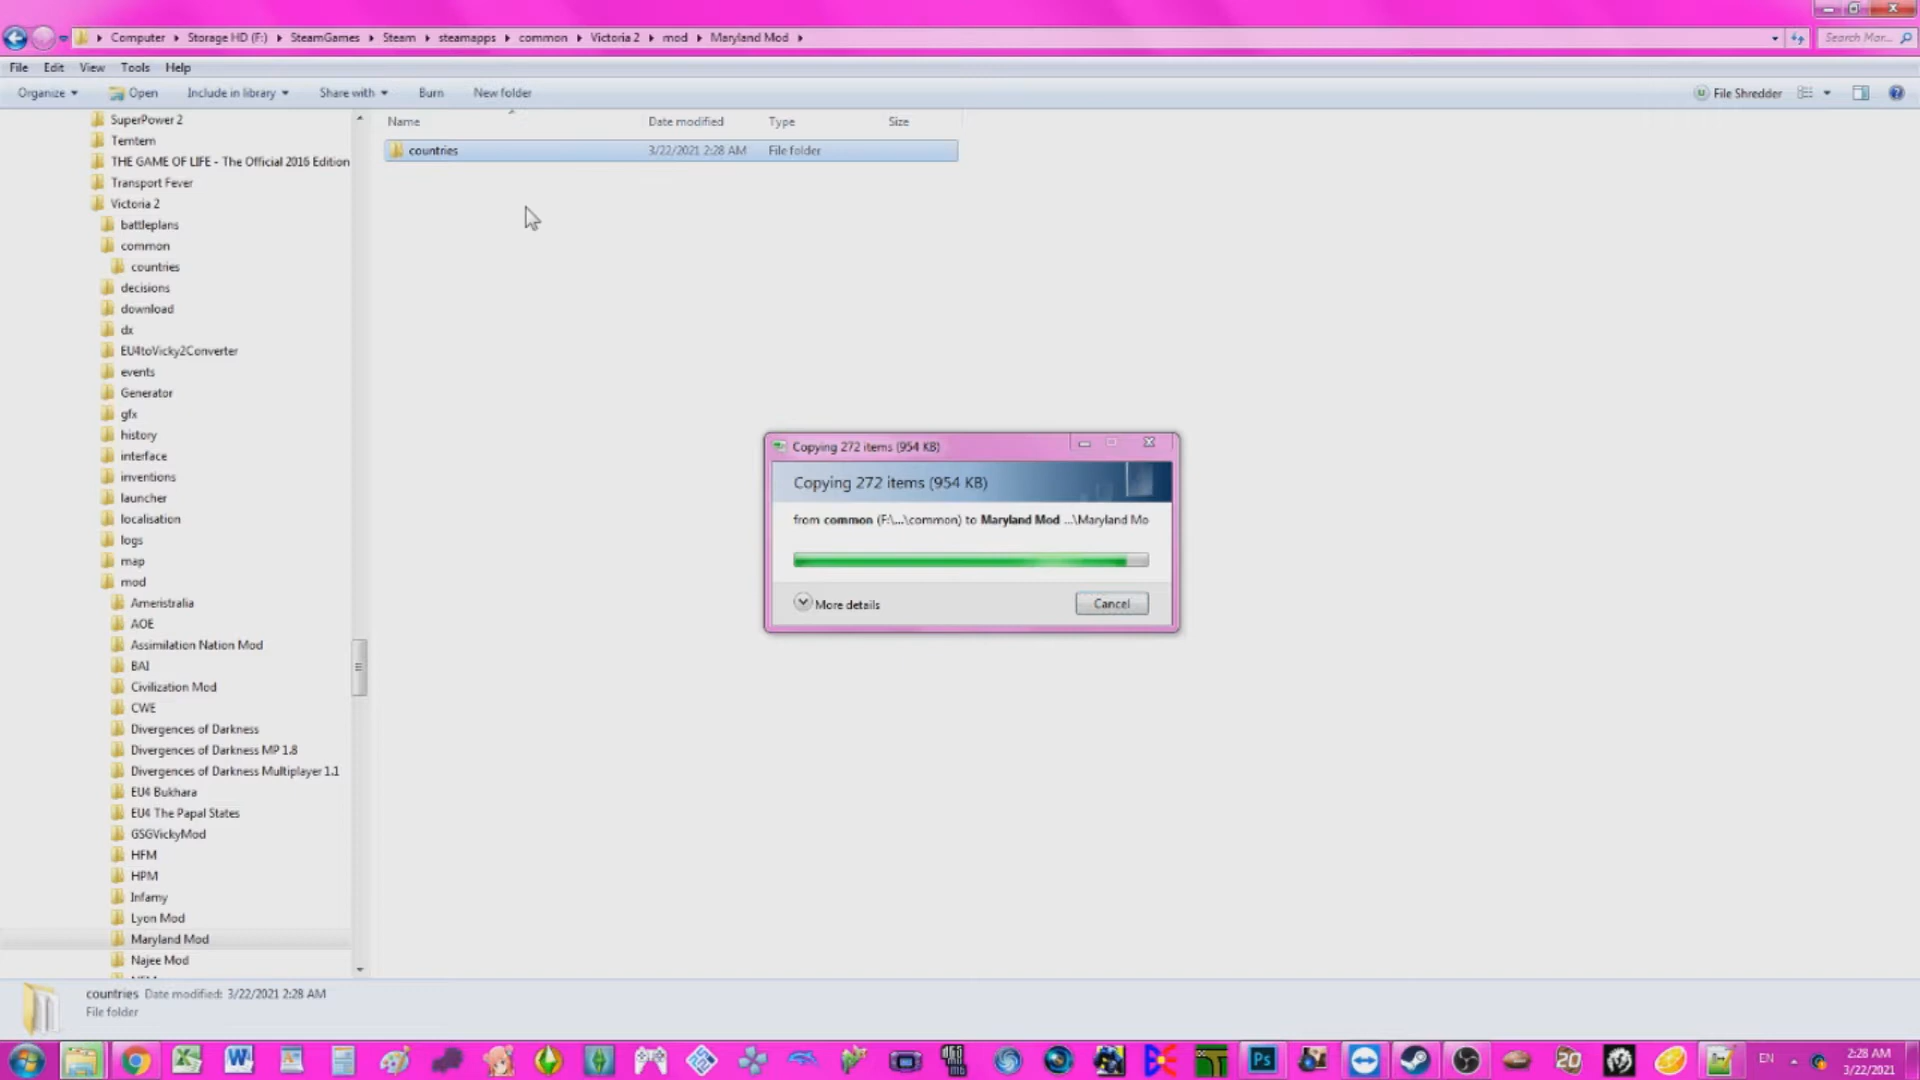 Computer Storage HD (F:) SteamGames Steam steamapps common Victoria 2 mod Maryland Mod
Search Mar...
File Edit View Tools Help
Organize Open Include in library Share with Burn New folder
File Shredder
SuperPower 2
Temtem
THE GAME OF LIFE - The Official 2016 Edition
Transport Fever
Victoria 2
battleplans
common
countries
decisions
download
dx
EU4toVicky2Converter
events
Generator
gfx
history
interface
inventions
launcher
localisation
logs
map
mod
Ameristralia
AOE
Assimilation Nation Mod
BAI
Civilization Mod
CWE
Divergences of Darkness
Divergences of Darkness MP 1.8
Divergences of Darkness Multiplayer 1.1
EU4 Bukhara
EU4 The Papal States
GSGVickyMod
HFM
HPM
Infamy
Lyon Mod
Maryland Mod
Najee Mod
Name Date modified Type Size
countries 3/22/2021 2:28 AM File folder
Copying 272 items (954 KB)
Copying 272 items (954 KB)
from common (F:\...\common) to Maryland Mod ...\Maryland Mo
More details
Cancel
countries Date modified: 3/22/2021 2:28 AM
File folder
Ps
20
EN
2:28 AM
3/22/2021